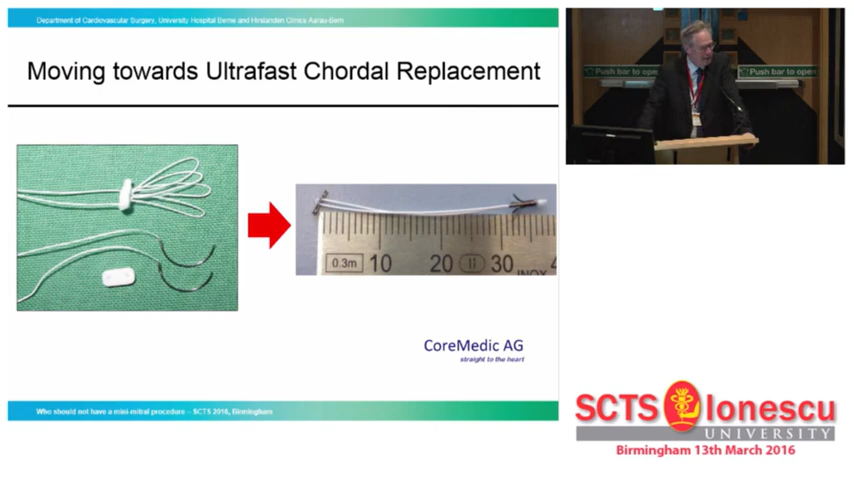 Department of Cardiovascular Surgery, University Hospital Berne and Hirslanden Clinics Aarau-Bern
Moving towards Ultrafast Chordal Replacement
0.3m 10 20 30
INOX
CoreMedic AG
straight to the heart
Who should not have a mini-mitral procedure – SCTS 2016, Birmingham
Push bar to open
Push bar to open
SCTS Ionescu
UNIVERSITY
Birmingham 13th March 2016